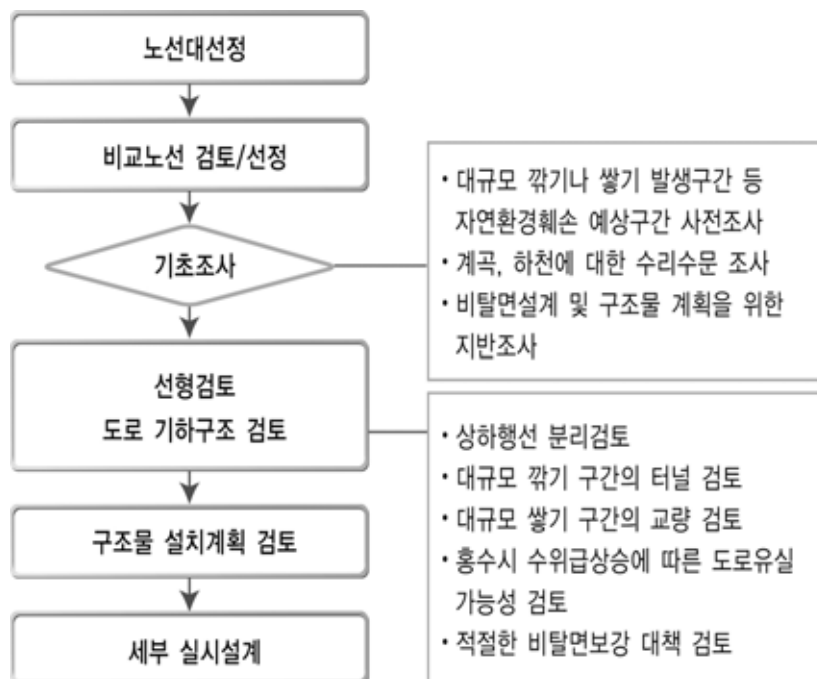 노선대선정
비교노선 검토/선정
기초조사
• 대규모 깎기나 쌓기 발생구간 등
자연환경훼손 예상구간 사전조사
• 계곡, 하천에 대한 수리수문 조사
• 비탈면설계 및 구조물 계획을 위한
지반조사
선형검토
도로 기하구조 검토
• 상하행선 분리검토
• 대규모 깎기 구간의 터널 검토
• 대규모 쌓기 구간의 교량 검토
• 홍수시 수위급상승에 따른 도로유실
가능성 검토
• 적절한 비탈면보강 대책 검토
구조물 설치계획 검토
세부 실시설계